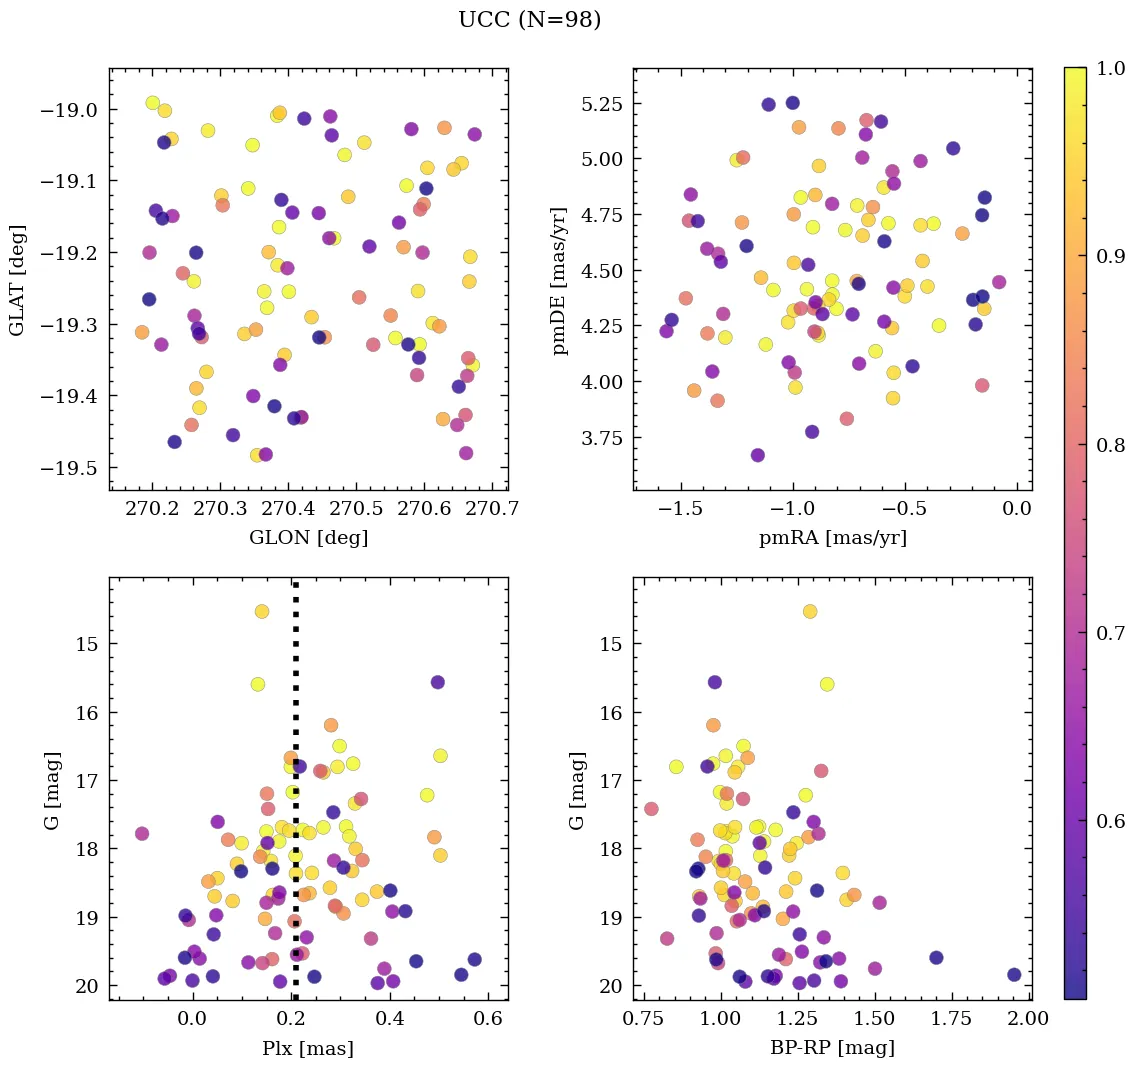 UCC (N=98)
−19.0
−19.1
−19.2
−19.3
−19.4
−19.5
GLAT [deg]
270.2 270.3 270.4 270.5 270.6 270.7
GLON [deg]
5.25
5.00
4.75
4.50
4.25
4.00
3.75
pmDE [mas/yr]
−1.5 −1.0 −0.5 0.0
pmRA [mas/yr]
15
16
17
18
19
20
G [mag]
0.0 0.2 0.4 0.6
Plx [mas]
15
16
17
18
19
20
G [mag]
0.75 1.00 1.25 1.50 1.75 2.00
BP-RP [mag]
1.0
0.9
0.8
0.7
0.6